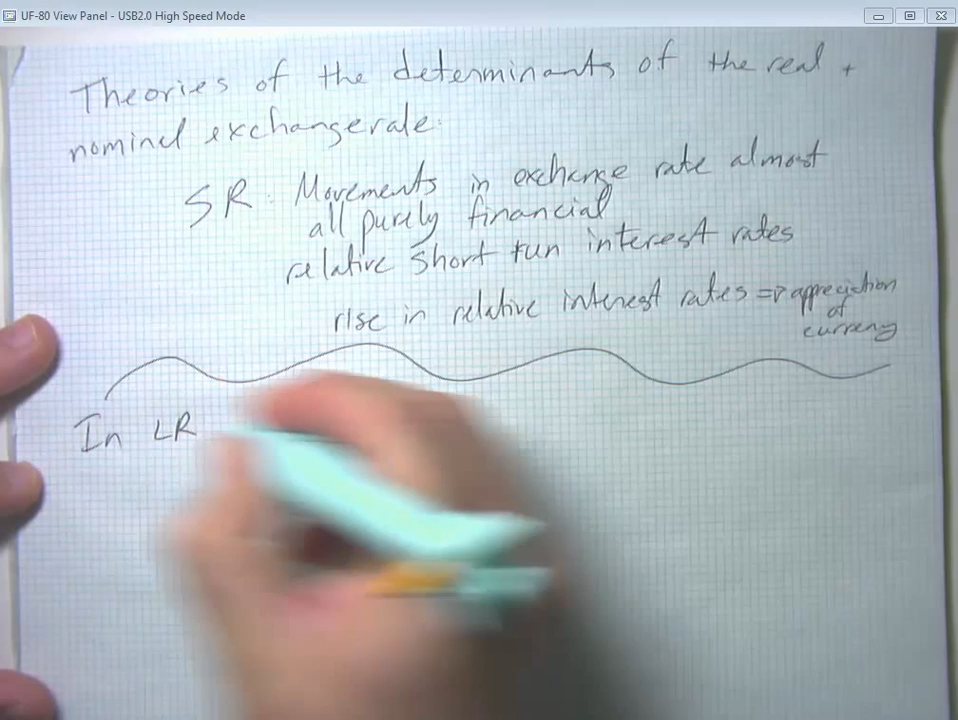 UF-80 View Panel - USB2.0 High Speed Mode
Theories of the determinants of the real +
nominal exchange rate:
SR: Movements in exchange rate almost
all purely financial
relative short run interest rates
rise in relative interest rates => appreciation
of
currency
In LR